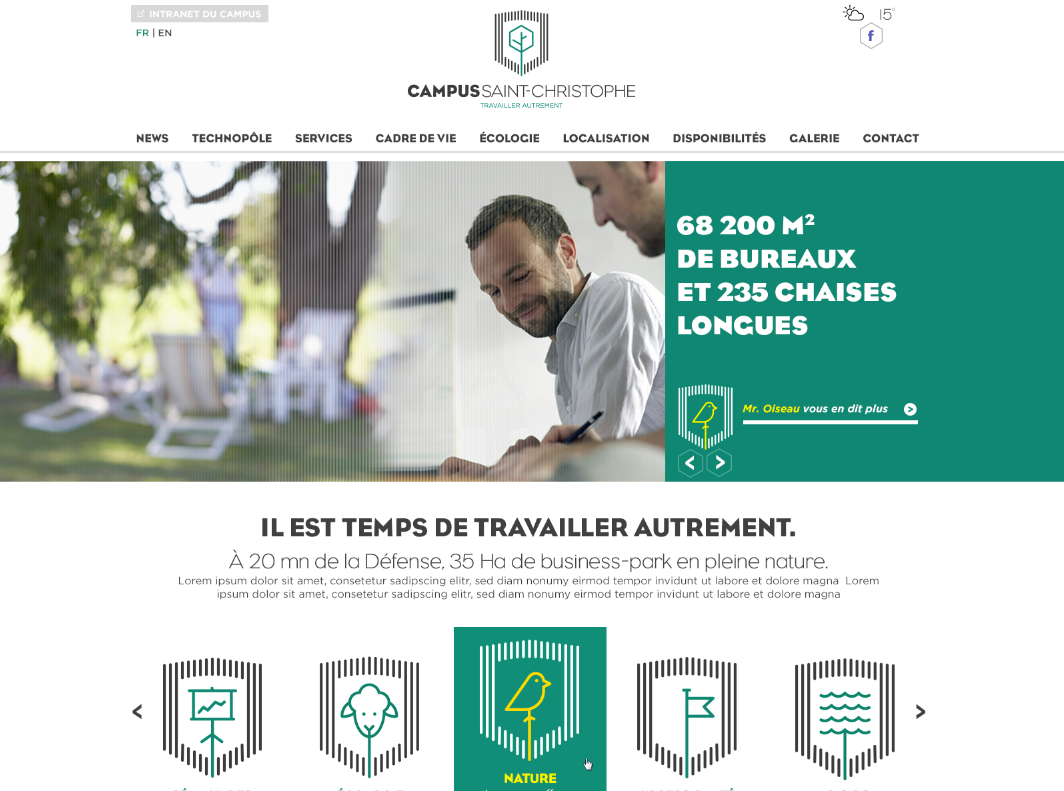 INTRANET DU CAMPUS
FR | EN
15°
f
CAMPUS SAINT-CHRISTOPHE
TRAVAILLER AUTREMENT
NEWS TECHNOPÔLE SERVICES CADRE DE VIE ÉCOLOGIE LOCALISATION DISPONIBILITÉS GALERIE CONTACT
68 200 M²
DE BUREAUX
ET 235 CHAISES
LONGUES
Mr. Oiseau vous en dit plus
IL EST TEMPS DE TRAVAILLER AUTREMENT.
À 20 mn de la Défense, 35 Ha de business-park en pleine nature.
Lorem ipsum dolor sit amet, consetetur sadipscing elitr, sed diam nonumy eirmod tempor invidunt ut labore et dolore magna Lorem
ipsum dolor sit amet, consetetur sadipscing elitr, sed diam nonumy eirmod tempor invidunt ut labore et dolore magna
NATURE